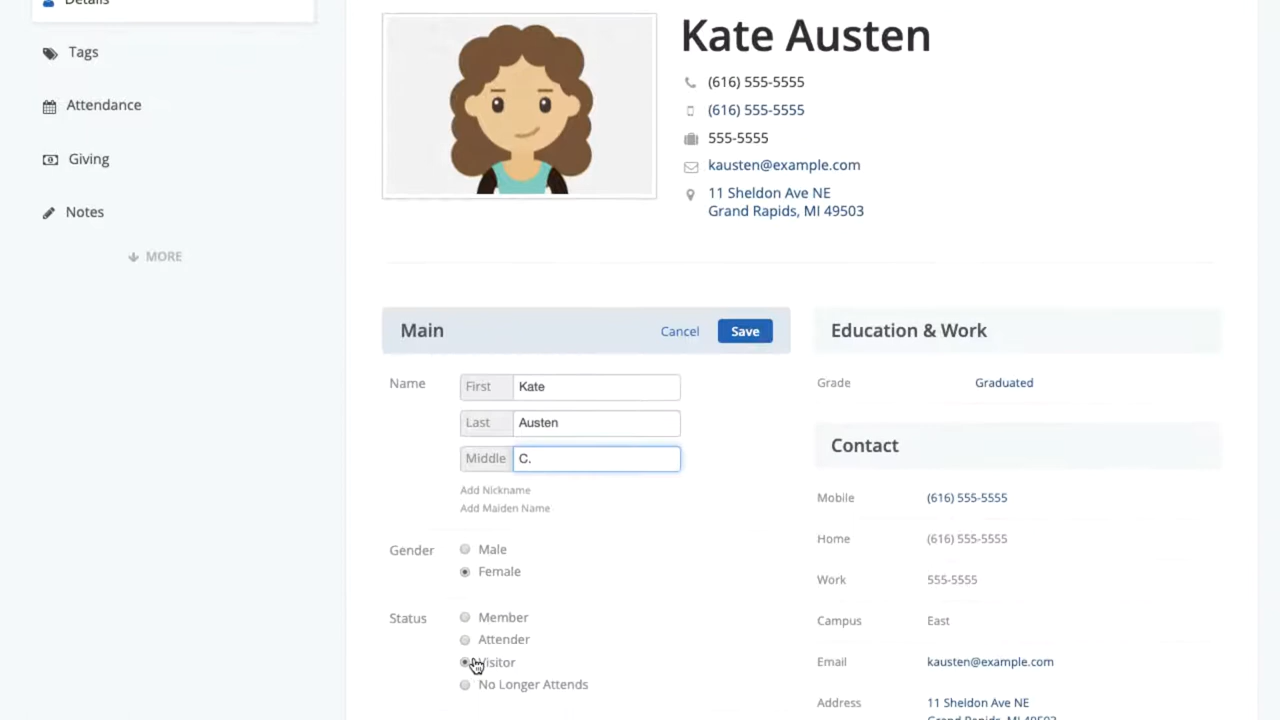 Details
Tags
Attendance
Giving
Notes
MORE
Kate Austen
(616) 555-5555
(616) 555-5555
555-5555
kausten@example.com
11 Sheldon Ave NE
Grand Rapids, MI 49503
Main
Cancel
Save
Name
First Kate
Last Austen
Middle C.
Add Nickname
Add Maiden Name
Gender
Male
Female
Status
Member
Attender
Visitor
No Longer Attends
Education & Work
Grade Graduated
Contact
Mobile (616) 555-5555
Home (616) 555-5555
Work 555-5555
Campus East
Email kausten@example.com
Address 11 Sheldon Ave NE
Grand Rapids, MI 49503